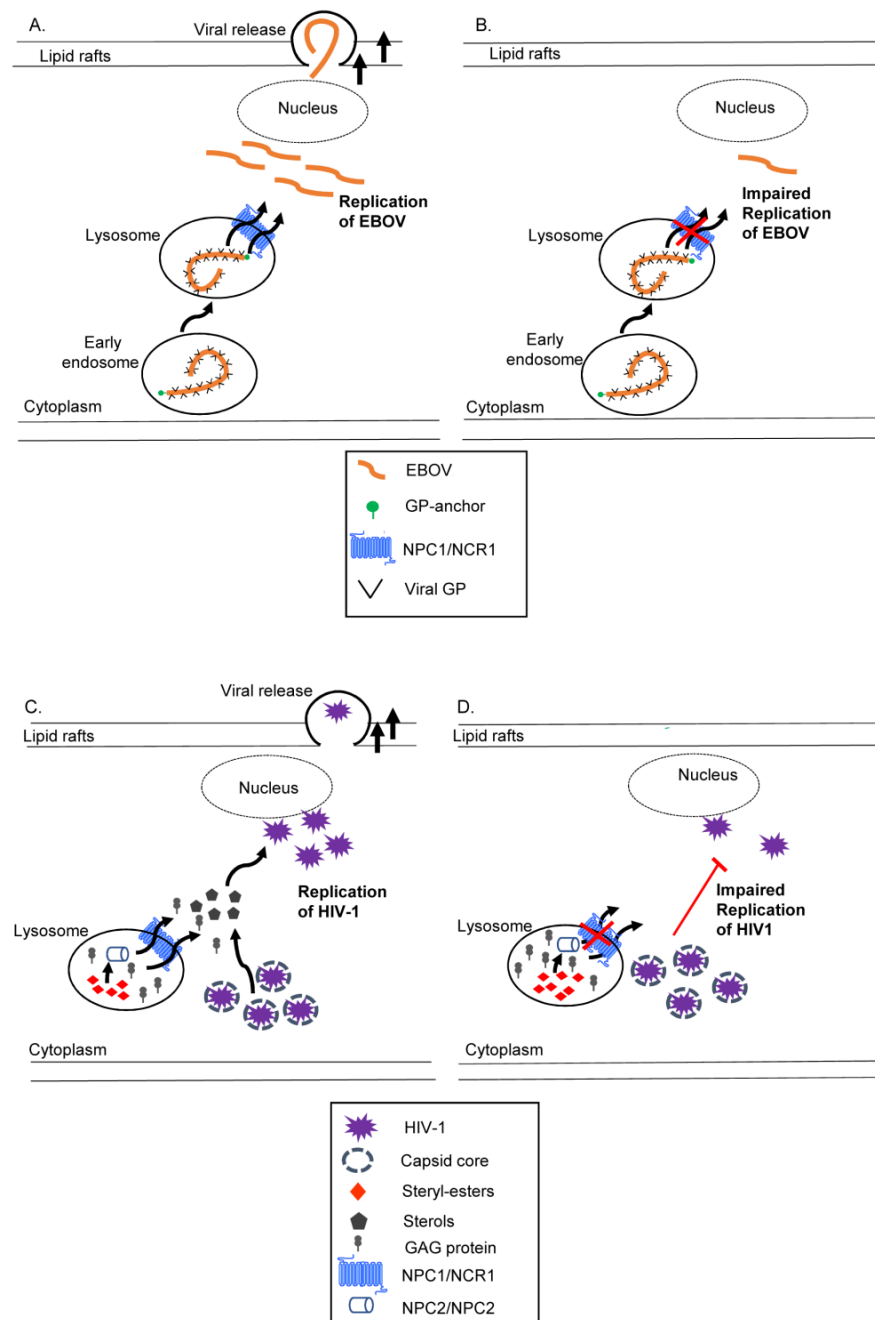 A.
Viral release
Lipid rafts
Nucleus
Replication
of EBOV
Lysosome
Early
endosome
Cytoplasm
B.
Lipid rafts
Nucleus
Impaired
Replication
of EBOV
Lysosome
Early
endosome
Cytoplasm
EBOV
GP-anchor
NPC1/NCR1
Viral GP
C.
Viral release
Lipid rafts
Nucleus
Replication
of HIV-1
Lysosome
Cytoplasm
D.
Lipid rafts
Nucleus
Impaired
Replication
of HIV1
Lysosome
Cytoplasm
HIV-1
Capsid core
Steryl-esters
Sterols
GAG protein
NPC1/NCR1
NPC2/NPC2